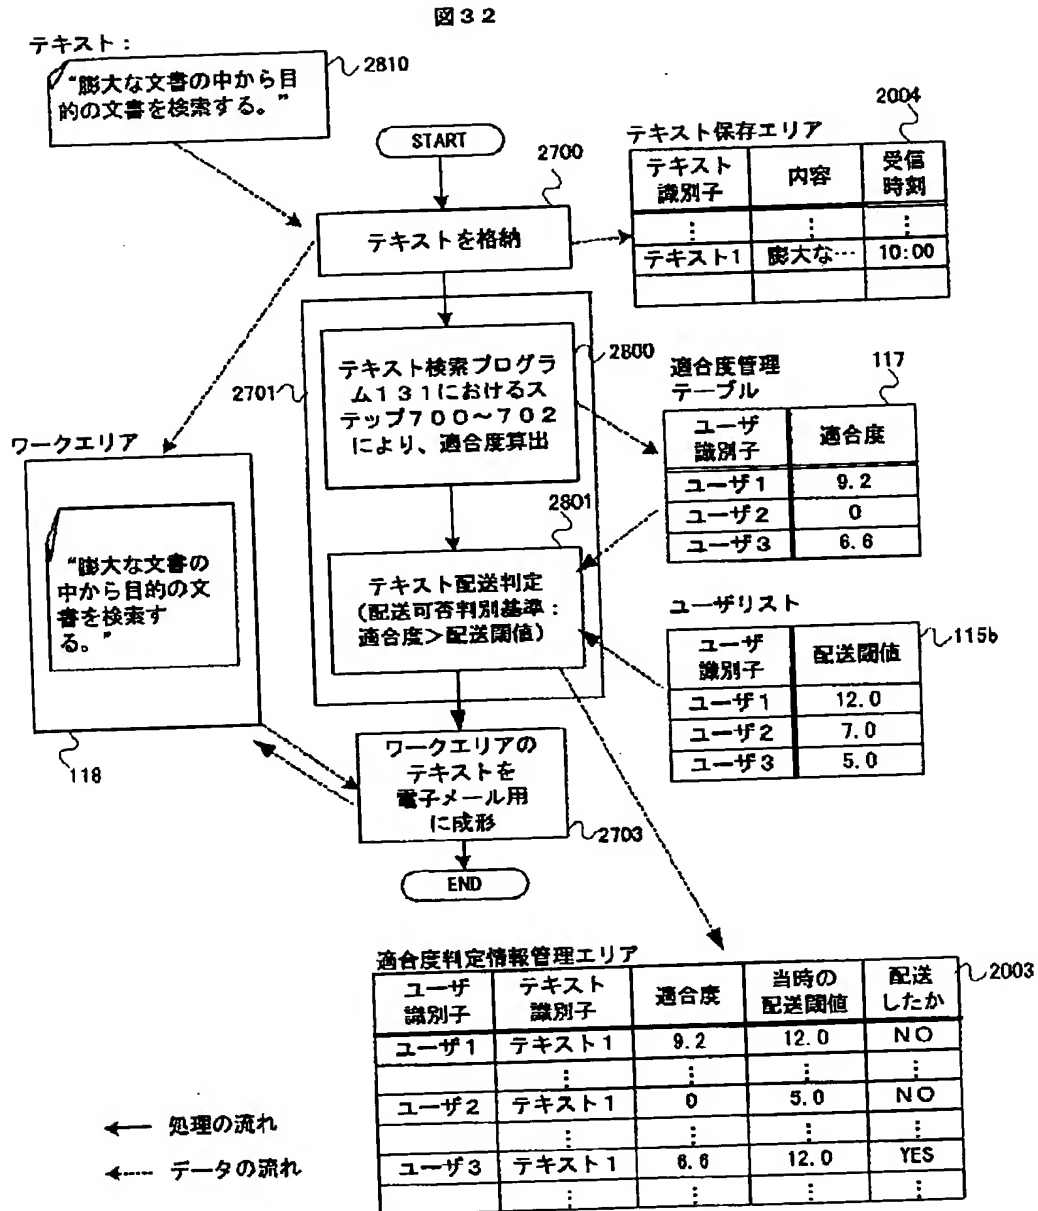 図32
テキスト：
2810
“膨大な文書の中から目
的の文書を検索する。”
START
2700
テキストを格納
テキスト保存エリア
2004
テキスト
識別子
内容
受信
時刻
⋮ ⋮ ⋮
テキスト1 膨大な… 10:00
2701
2800
テキスト検索プログラ
ム131におけるス
テップ700～702
により、適合度算出
適合度管理
テーブル
117
ユーザ
識別子
適合度
ユーザ1 9.2
ユーザ2 0
ユーザ3 6.6
ワークエリア
“膨大な文書の
中から目的の文
書を検索す
る。”
118
2801
テキスト配送判定
(配送可否判別基準：
適合度＞配送閾値)
ユーザリスト
115b
ユーザ
識別子
配送閾値
ユーザ1 12.0
ユーザ2 7.0
ユーザ3 5.0
ワークエリアの
テキストを
電子メール用
に成形
2703
END
適合度判定情報管理エリア
2003
ユーザ
識別子
テキスト
識別子
適合度
当時の
配送閾値
配送
したか
ユーザ1 テキスト1 9.2 12.0 NO
⋮ ⋮ ⋮ ⋮
ユーザ2 テキスト1 0 5.0 NO
⋮ ⋮ ⋮ ⋮
ユーザ3 テキスト1 6.6 12.0 YES
⋮ ⋮ ⋮ ⋮
処理の流れ
データの流れ